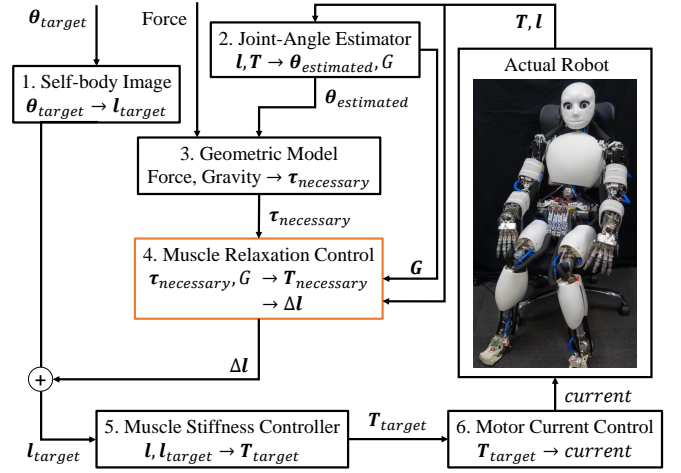 θ_target
Force
T, l
2. Joint-Angle Estimator
l, T → θ_estimated, G
Actual Robot
1. Self-body Image
θ_target → l_target
θ_estimated
3. Geometric Model
Force, Gravity → τ_necessary
τ_necessary
4. Muscle Relaxation Control
τ_necessary, G → T_necessary
→ Δl
G
Δl
+
current
l_target
5. Muscle Stiffness Controller
l, l_target → T_target
T_target
6. Motor Current Control
T_target → current